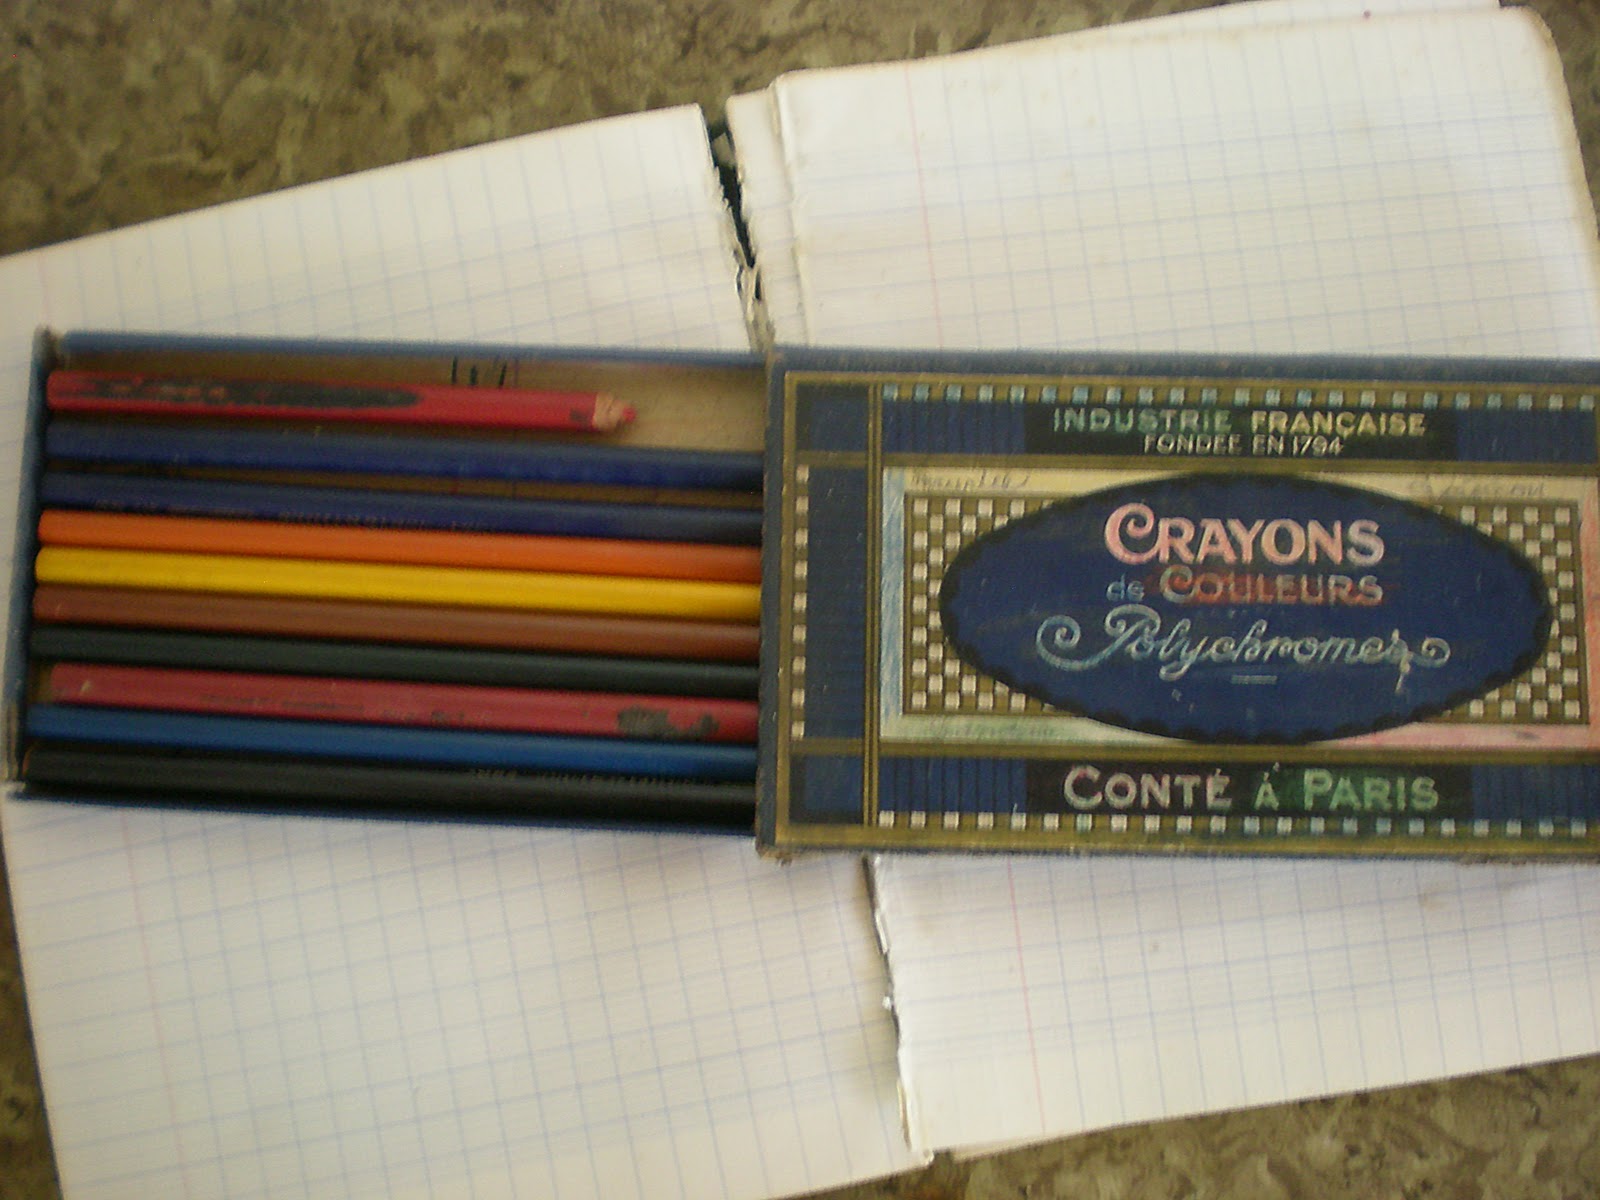 INDUSTRIE FRANÇAISE
FONDÉE EN 1794
CRAYONS
de COULEURS
Polychromes
CONTÉ À PARIS